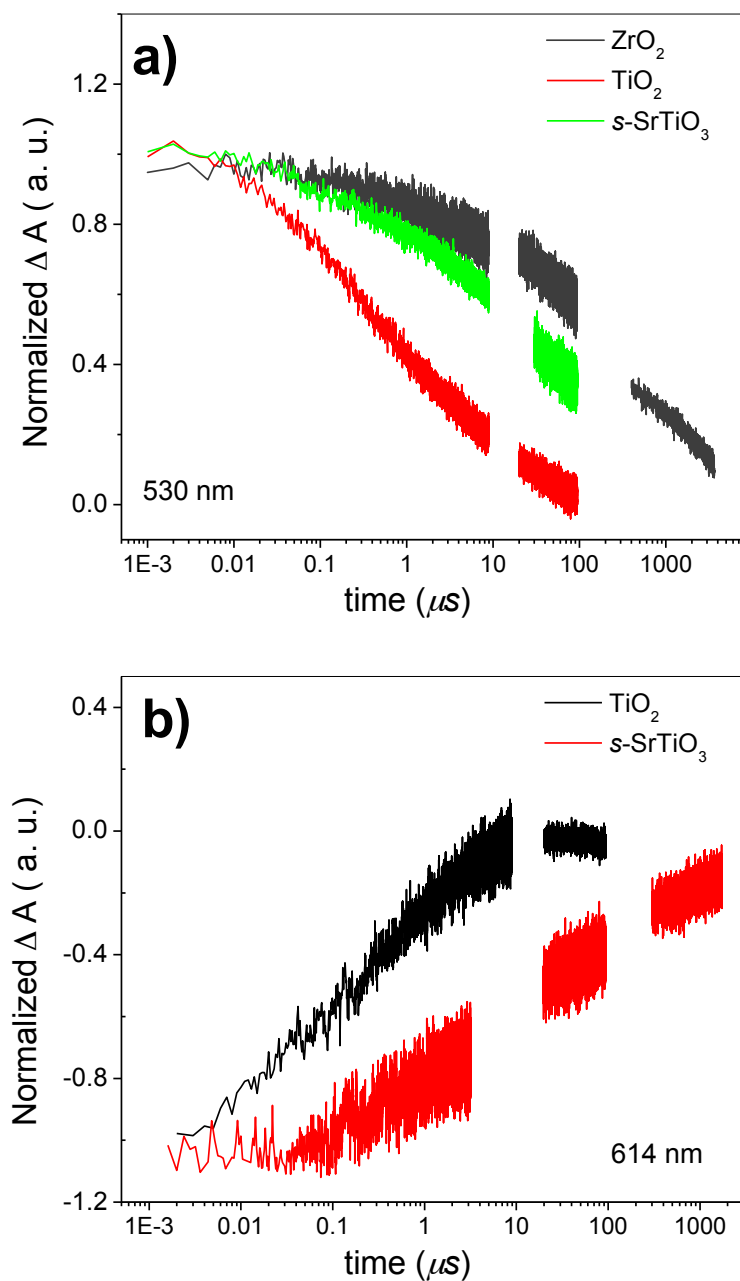 a)
ZrO₂
TiO₂
s-SrTiO₃
Normalized Δ A ( a. u.)
1.2
0.8
0.4
0.0
530 nm
1E-3 0.01 0.1 1 10 100 1000
time (μs)
b)
TiO₂
s-SrTiO₃
Normalized Δ A ( a. u.)
0.4
0.0
-0.4
-0.8
-1.2
614 nm
1E-3 0.01 0.1 1 10 100 1000
time (μs)